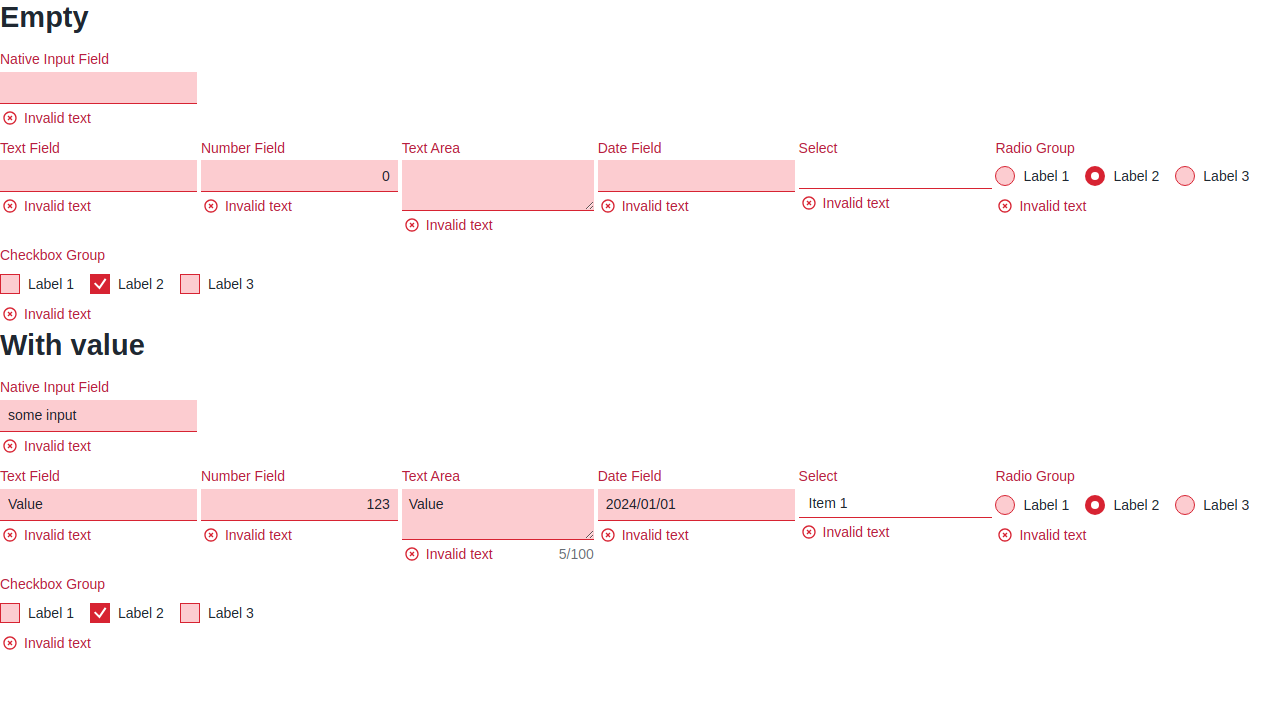 Empty
Native Input Field
Invalid text
Text Field Number Field Text Area Date Field Select Radio Group
0 Label 1 Label 2 Label 3
Invalid text Invalid text Invalid text Invalid text Invalid text
Invalid text
Checkbox Group
Label 1 Label 2 Label 3
Invalid text
With value
Native Input Field
some input
Invalid text
Text Field Number Field Text Area Date Field Select Radio Group
Value 123 Value 2024/01/01 Item 1 Label 1 Label 2 Label 3
Invalid text Invalid text Invalid text Invalid text Invalid text
Invalid text 5/100
Checkbox Group
Label 1 Label 2 Label 3
Invalid text